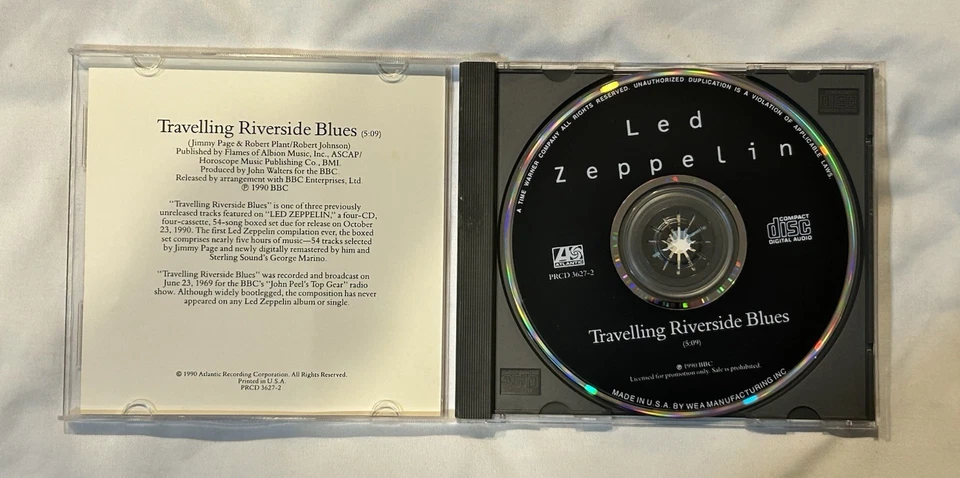 Travelling Riverside Blues (5:09)
(Jimmy Page & Robert Plant/Robert Johnson)
Published by Flames of Albion Music, Inc., ASCAP/
Horoscope Music Publishing Co., BMI.
Produced by John Walters for the BBC.
Released by arrangement with BBC Enterprises, Ltd
℗ 1990 BBC
"Travelling Riverside Blues" is one of three previously
unreleased tracks featured on "LED ZEPPELIN," a four-CD,
four-cassette, 54-song boxed set due for release on October
23, 1990. The first Led Zeppelin compilation ever, the boxed
set comprises nearly five hours of music—54 tracks selected
by Jimmy Page and newly digitally remastered by him and
Sterling Sound's George Marino.
"Travelling Riverside Blues" was recorded and broadcast on
June 23, 1969 for the BBC's "John Peel's Top Gear" radio
show. Although widely bootlegged, the composition has never
appeared on any Led Zeppelin album or single.
© 1990 Atlantic Recording Corporation. All Rights Reserved.
Printed in U.S.A.
PRCD 3627-2
A TIME WARNER COMPANY ALL RIGHTS RESERVED. UNAUTHORIZED DUPLICATION IS A VIOLATION OF APPLICABLE LAWS.
Led
Zeppelin
ATLANTIC
PRCD 3627-2
COMPACT
disc
DIGITAL AUDIO
Travelling Riverside Blues
(5:09)
℗ 1990 BBC
Licensed for promotion only. Sale is prohibited.
MADE IN U.S.A. BY WEA MANUFACTURING INC